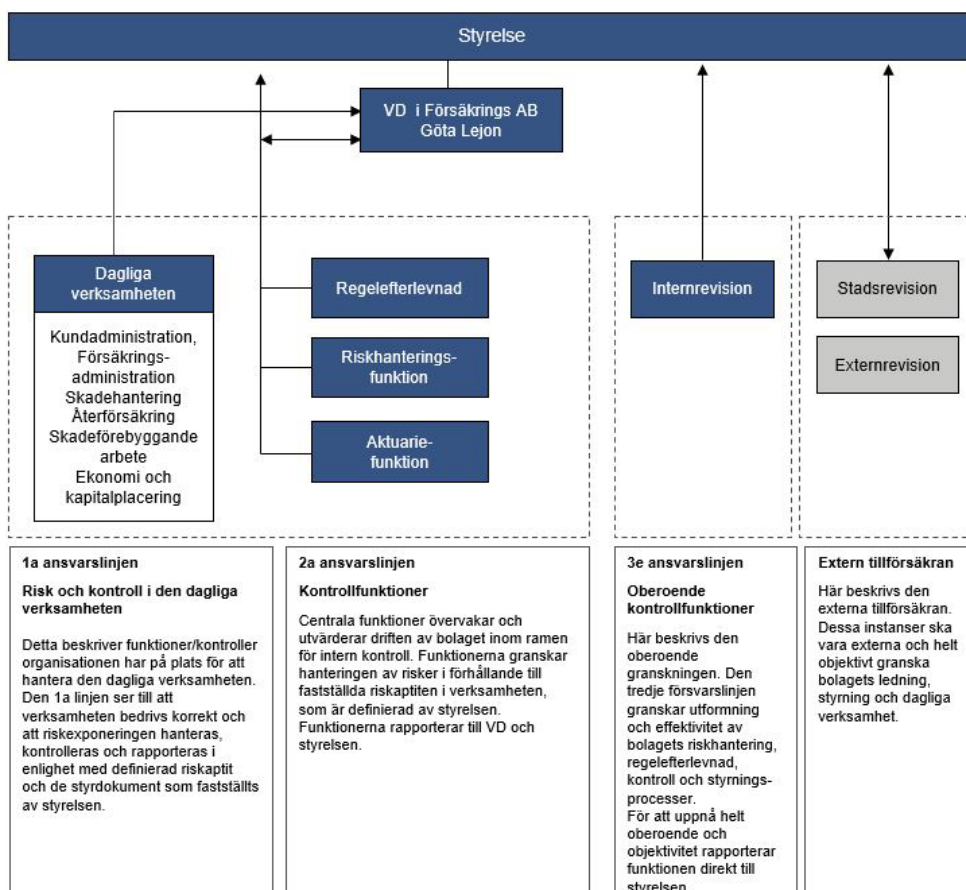 Styrelse
VD i Försäkrings AB
Göta Lejon
Dagliga
verksamheten
Kundadministration,
Försäkrings-
administration
Skadehantering
Återförsäkring
Skadeförebyggande
arbete
Ekonomi och
kapitalplacering
Regelefterlevnad
Riskhanterings-
funktion
Aktuarie-
funktion
Internrevision
Stadsrevision
Externrevision
1a ansvarslinjen
Risk och kontroll i den dagliga
verksamheten
Detta beskriver funktioner/kontroller
organisationen har på plats för att
hantera den dagliga verksamheten.
Den 1a linjen ser till att
verksamheten bedrivs korrekt och
att riskexponeringen hanteras,
kontrolleras och rapporteras i
enlighet med definierad riskaptit
och de styrdokument som fastställts
av styrelsen.
2a ansvarslinjen
Kontrollfunktioner
Centrala funktioner övervakar och
utvärderar driften av bolaget inom ramen
för intern kontroll. Funktionerna granskar
hanteringen av risker i förhållande till
fastställda riskaptiten i verksamheten,
som är definierad av styrelsen.
Funktionerna rapporterar till VD och
styrelsen.
3e ansvarslinjen
Oberoende
kontrollfunktioner
Här beskrivs den
oberoende
granskningen. Den
tredje försvarslinjen
granskar utformning
och effektivitet av
bolagets riskhantering,
regelefterlevnad,
kontroll och styrnings-
processer.
För att uppnå helt
oberoende och
objektivitet rapporterar
funktionen direkt till
styrelsen
Extern tillförsäkran
Här beskrivs den
externa tillförsäkran.
Dessa instanser ska
vara externa och helt
objektivt granska
bolagets ledning,
styrning och dagliga
verksamhet.